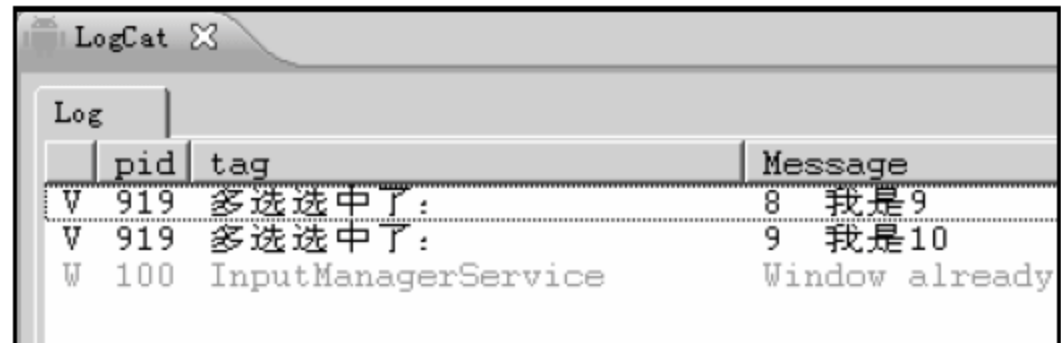 LogCat
Log
pid tag Message
V 919 多选选中了: 8 我是9
V 919 多选选中了: 9 我是10
W 100 InputManagerService Window already